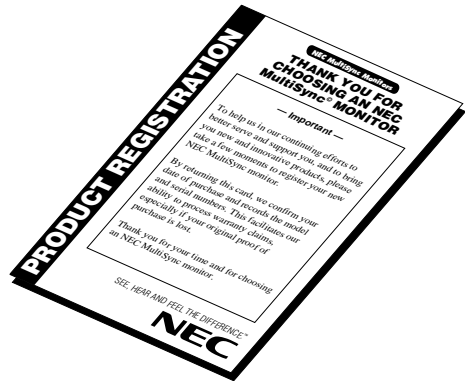 PRODUCT REGISTRATION
NEC MultiSync Monitors
THANK YOU FOR
CHOOSING AN NEC
MultiSync® MONITOR
— Important —
To help us in our continuing efforts to
better serve and support you, and to bring
you new and innovative products, please
take a few moments to register your new
NEC MultiSync monitor.
By returning this card, we confirm your
date of purchase and records the model
and serial numbers. This facilitates our
ability to process warranty claims,
especially if your original proof of
purchase is lost.
Thank you for your time and for choosing
an NEC MultiSync monitor.
SEE, HEAR AND FEEL THE DIFFERENCE™
NEC